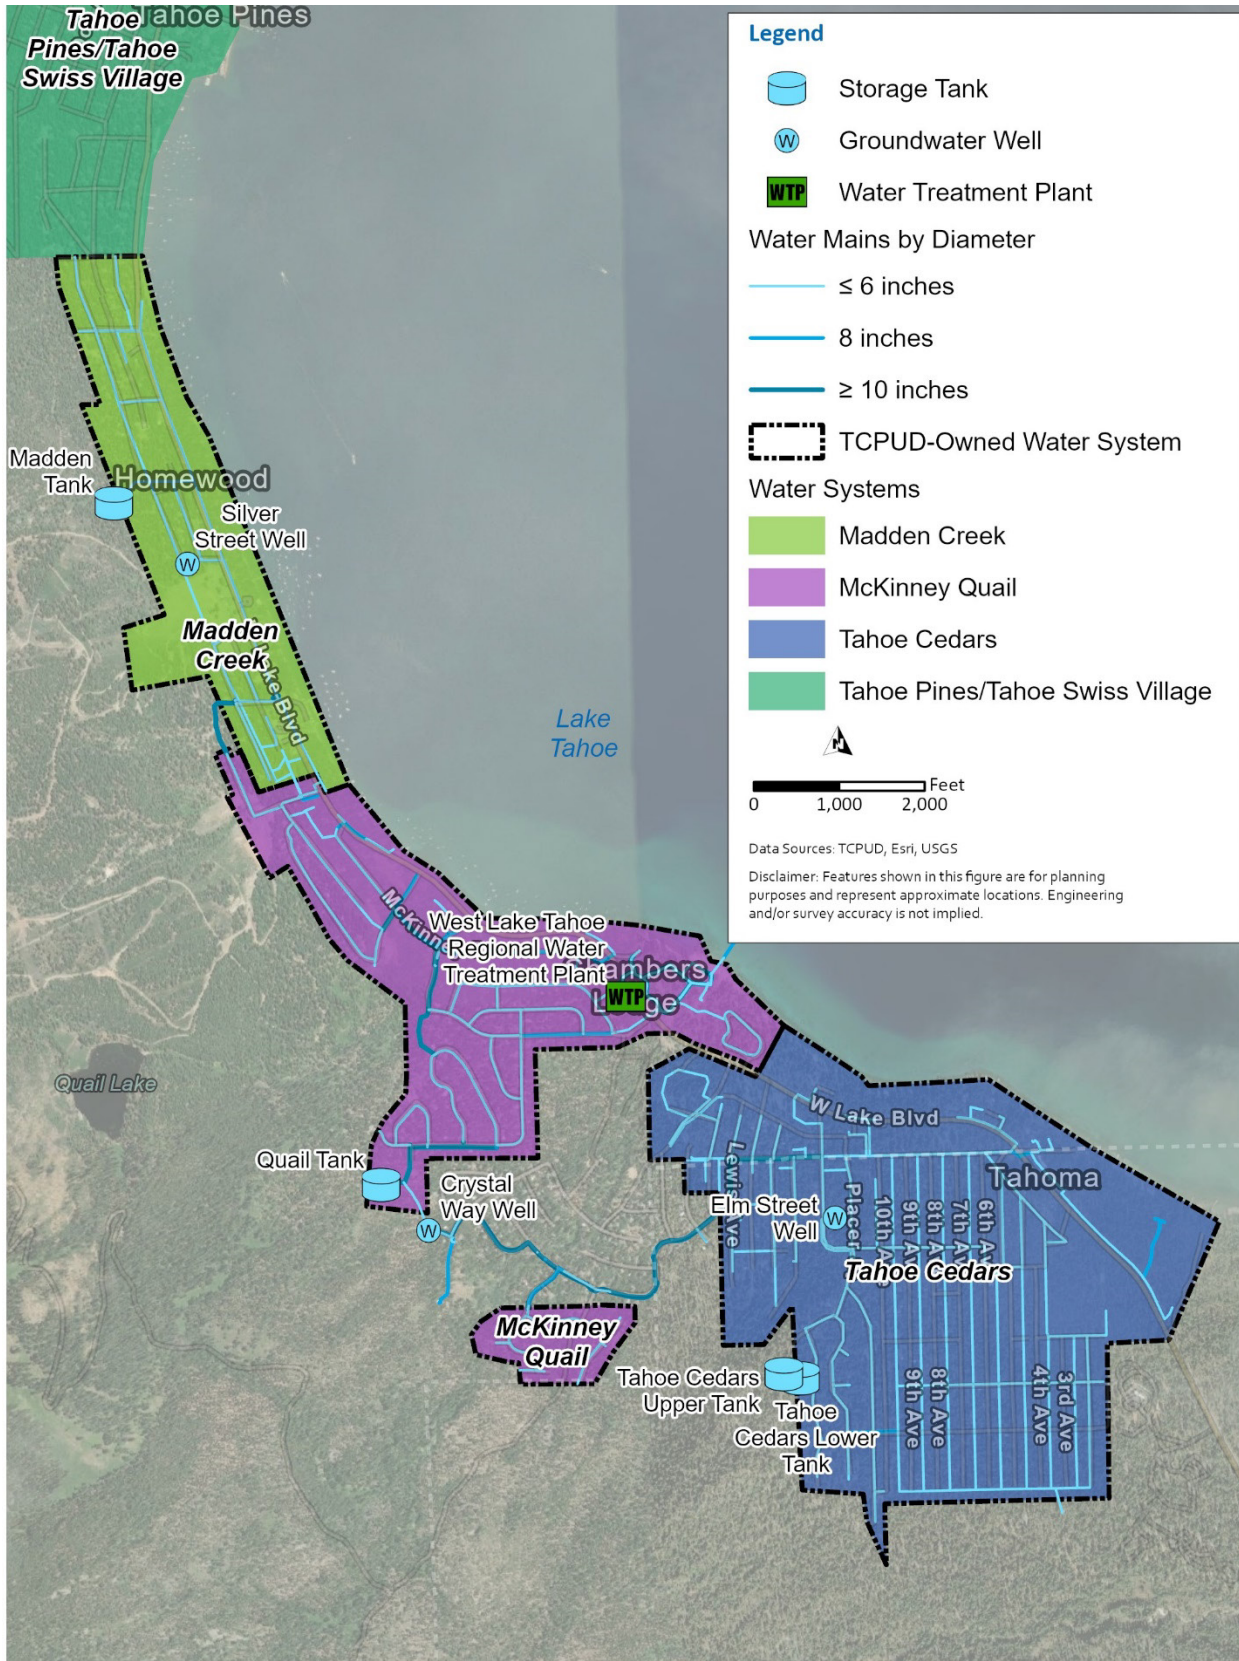 Tahoe Pines
Tahoe
Pines/Tahoe
Swiss Village
Legend
Storage Tank
W
Groundwater Well
WTP
Water Treatment Plant
Water Mains by Diameter
≤ 6 inches
8 inches
≥ 10 inches
TCPUD-Owned Water System
Water Systems
Madden Creek
McKinney Quail
Tahoe Cedars
Tahoe Pines/Tahoe Swiss Village
N
Feet
0 1,000 2,000
Data Sources: TCPUD, Esri, USGS
Disclaimer: Features shown in this figure are for planning
purposes and represent approximate locations. Engineering
and/or survey accuracy is not implied.
Madden
Tank
Homewood
Silver
Street Well
W
Madden
Creek
Lake Blvd
Lake
Tahoe
West Lake Tahoe
Regional Water
Treatment Plant
Chambers
Lodge
WTP
Quail Lake
W Lake Blvd
Quail Tank
Crystal
Way Well
W
Lewis Ave
Elm Street
Well
W
Placer
10th Ave
9th Ave
8th Ave
7th Ave
6th Ave
Tahoma
Tahoe Cedars
McKinney
Quail
Tahoe Cedars
Upper Tank
Tahoe
Cedars Lower
Tank
9th Ave
8th Ave
4th Ave
3rd Ave